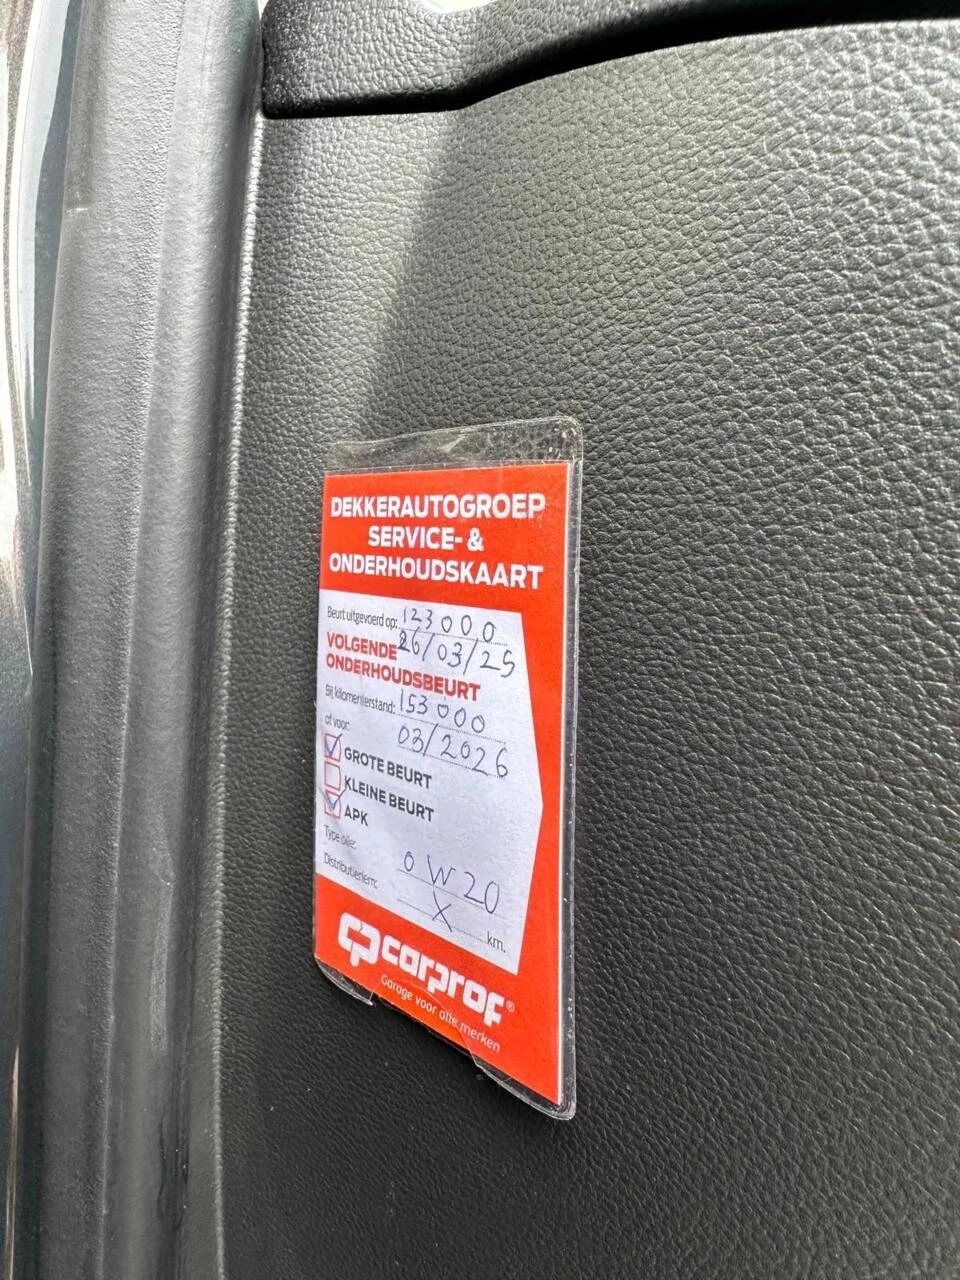 DEKKERAUTOGROEP
SERVICE- &
ONDERHOUDSKAART
Beurt uitgevoerd op: 123000
26/03/25
VOLGENDE
ONDERHOUDSBEURT
Bij kilometerstand: 153000
of voor: 03/2026
GROTE BEURT
KLEINE BEURT
APK
Type olie: 0W20
Distributieriem: X km.
cp carprof®
Garage voor alle merken